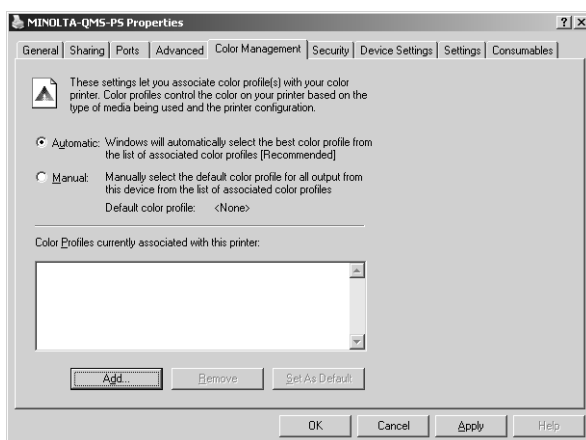 MINOLTA-QMS-PS Properties
General Sharing Ports Advanced Color Management Security Device Settings Settings Consumables
These settings let you associate color profile(s) with your color
printer. Color profiles control the color on your printer based on the
type of media being used and the printer configuration.
Automatic: Windows will automatically select the best color profile from
the list of associated color profiles [Recommended]
Manual: Manually select the default color profile for all output from
this device from the list of associated color profiles
Default color profile: <None>
Color Profiles currently associated with this printer:
Add... Remove Set As Default
OK Cancel Apply Help